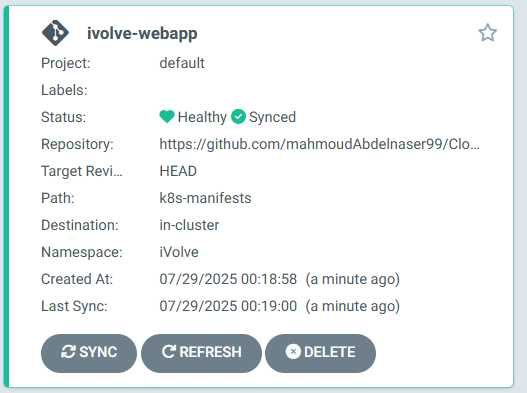 ivolve-webapp
Project: default
Labels:
Status: Healthy Synced
Repository: https://github.com/mahmoudAbdelnaser99/Clo...
Target Revi... HEAD
Path: k8s-manifests
Destination: in-cluster
Namespace: iVolve
Created At: 07/29/2025 00:18:58 (a minute ago)
Last Sync: 07/29/2025 00:19:00 (a minute ago)
SYNC REFRESH DELETE